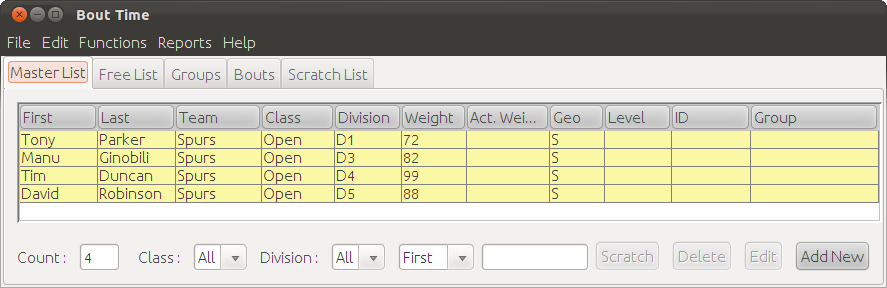 Bout Time
File Edit Functions Reports Help
Master List Free List Groups Bouts Scratch List
First Last Team Class Division Weight Act. Wei... Geo Level ID Group
Tony Parker Spurs Open D1 72 S
Manu Ginobili Spurs Open D3 82 S
Tim Duncan Spurs Open D4 99 S
David Robinson Spurs Open D5 88 S
Count : 4 Class : All Division : All First Scratch Delete Edit Add New